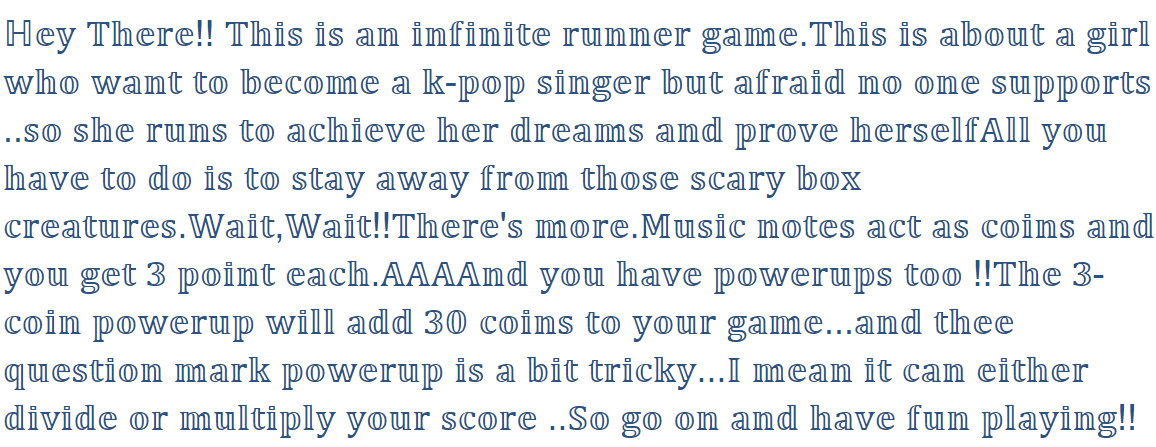 Hey There!! This is an infinite runner game.This is about a girl
who want to become a k-pop singer but afraid no one supports
..so she runs to achieve her dreams and prove herselfAll you
have to do is to stay away from those scary box
creatures.Wait,Wait!!There's more.Music notes act as coins and
you get 3 point each.AAAAnd you have powerups too !!The 3-
coin powerup will add 30 coins to your game...and thee
question mark powerup is a bit tricky...I mean it can either
divide or multiply your score ..So go on and have fun playing!!